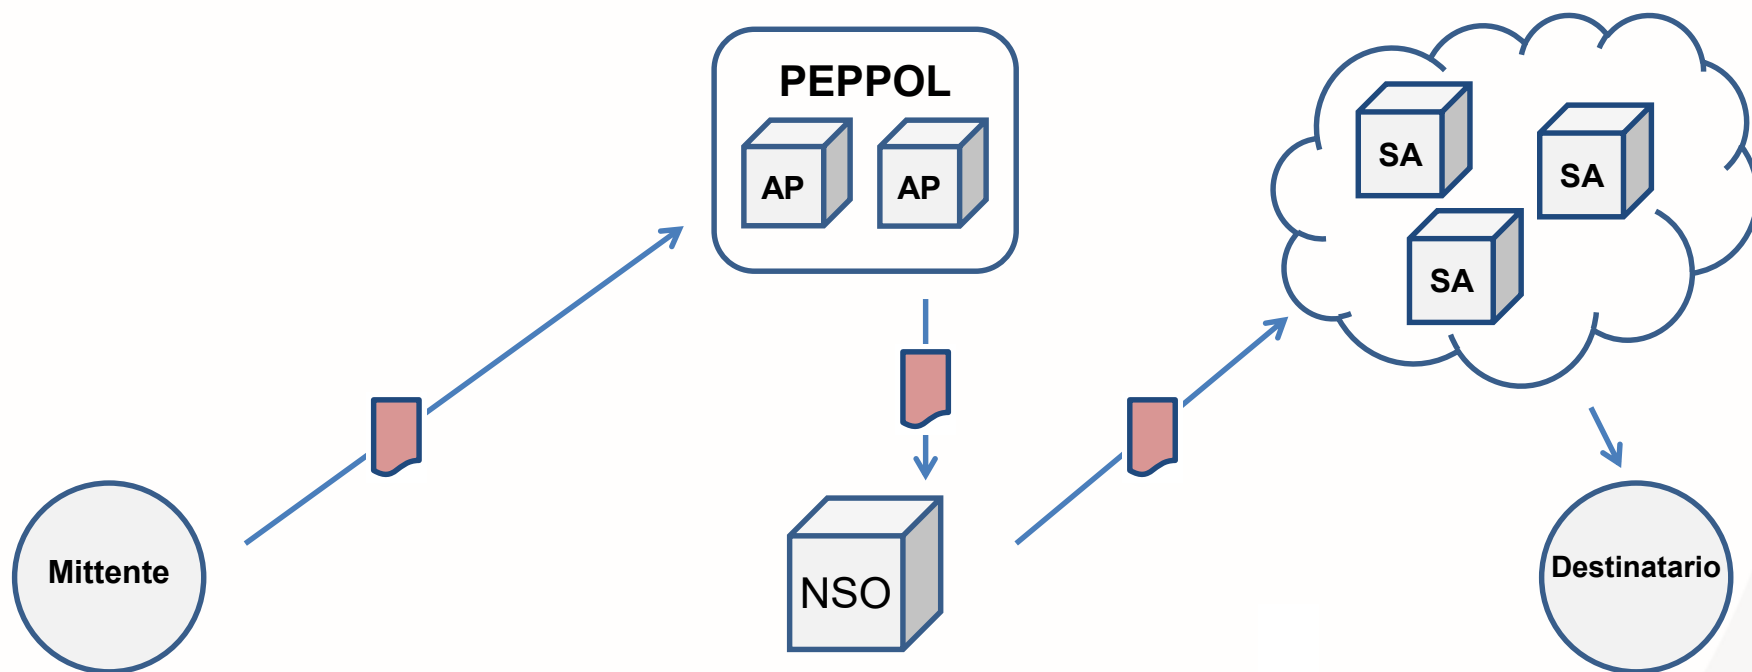 PEPPOL
AP
AP
SA
SA
SA
Mittente
NSO
Destinatario